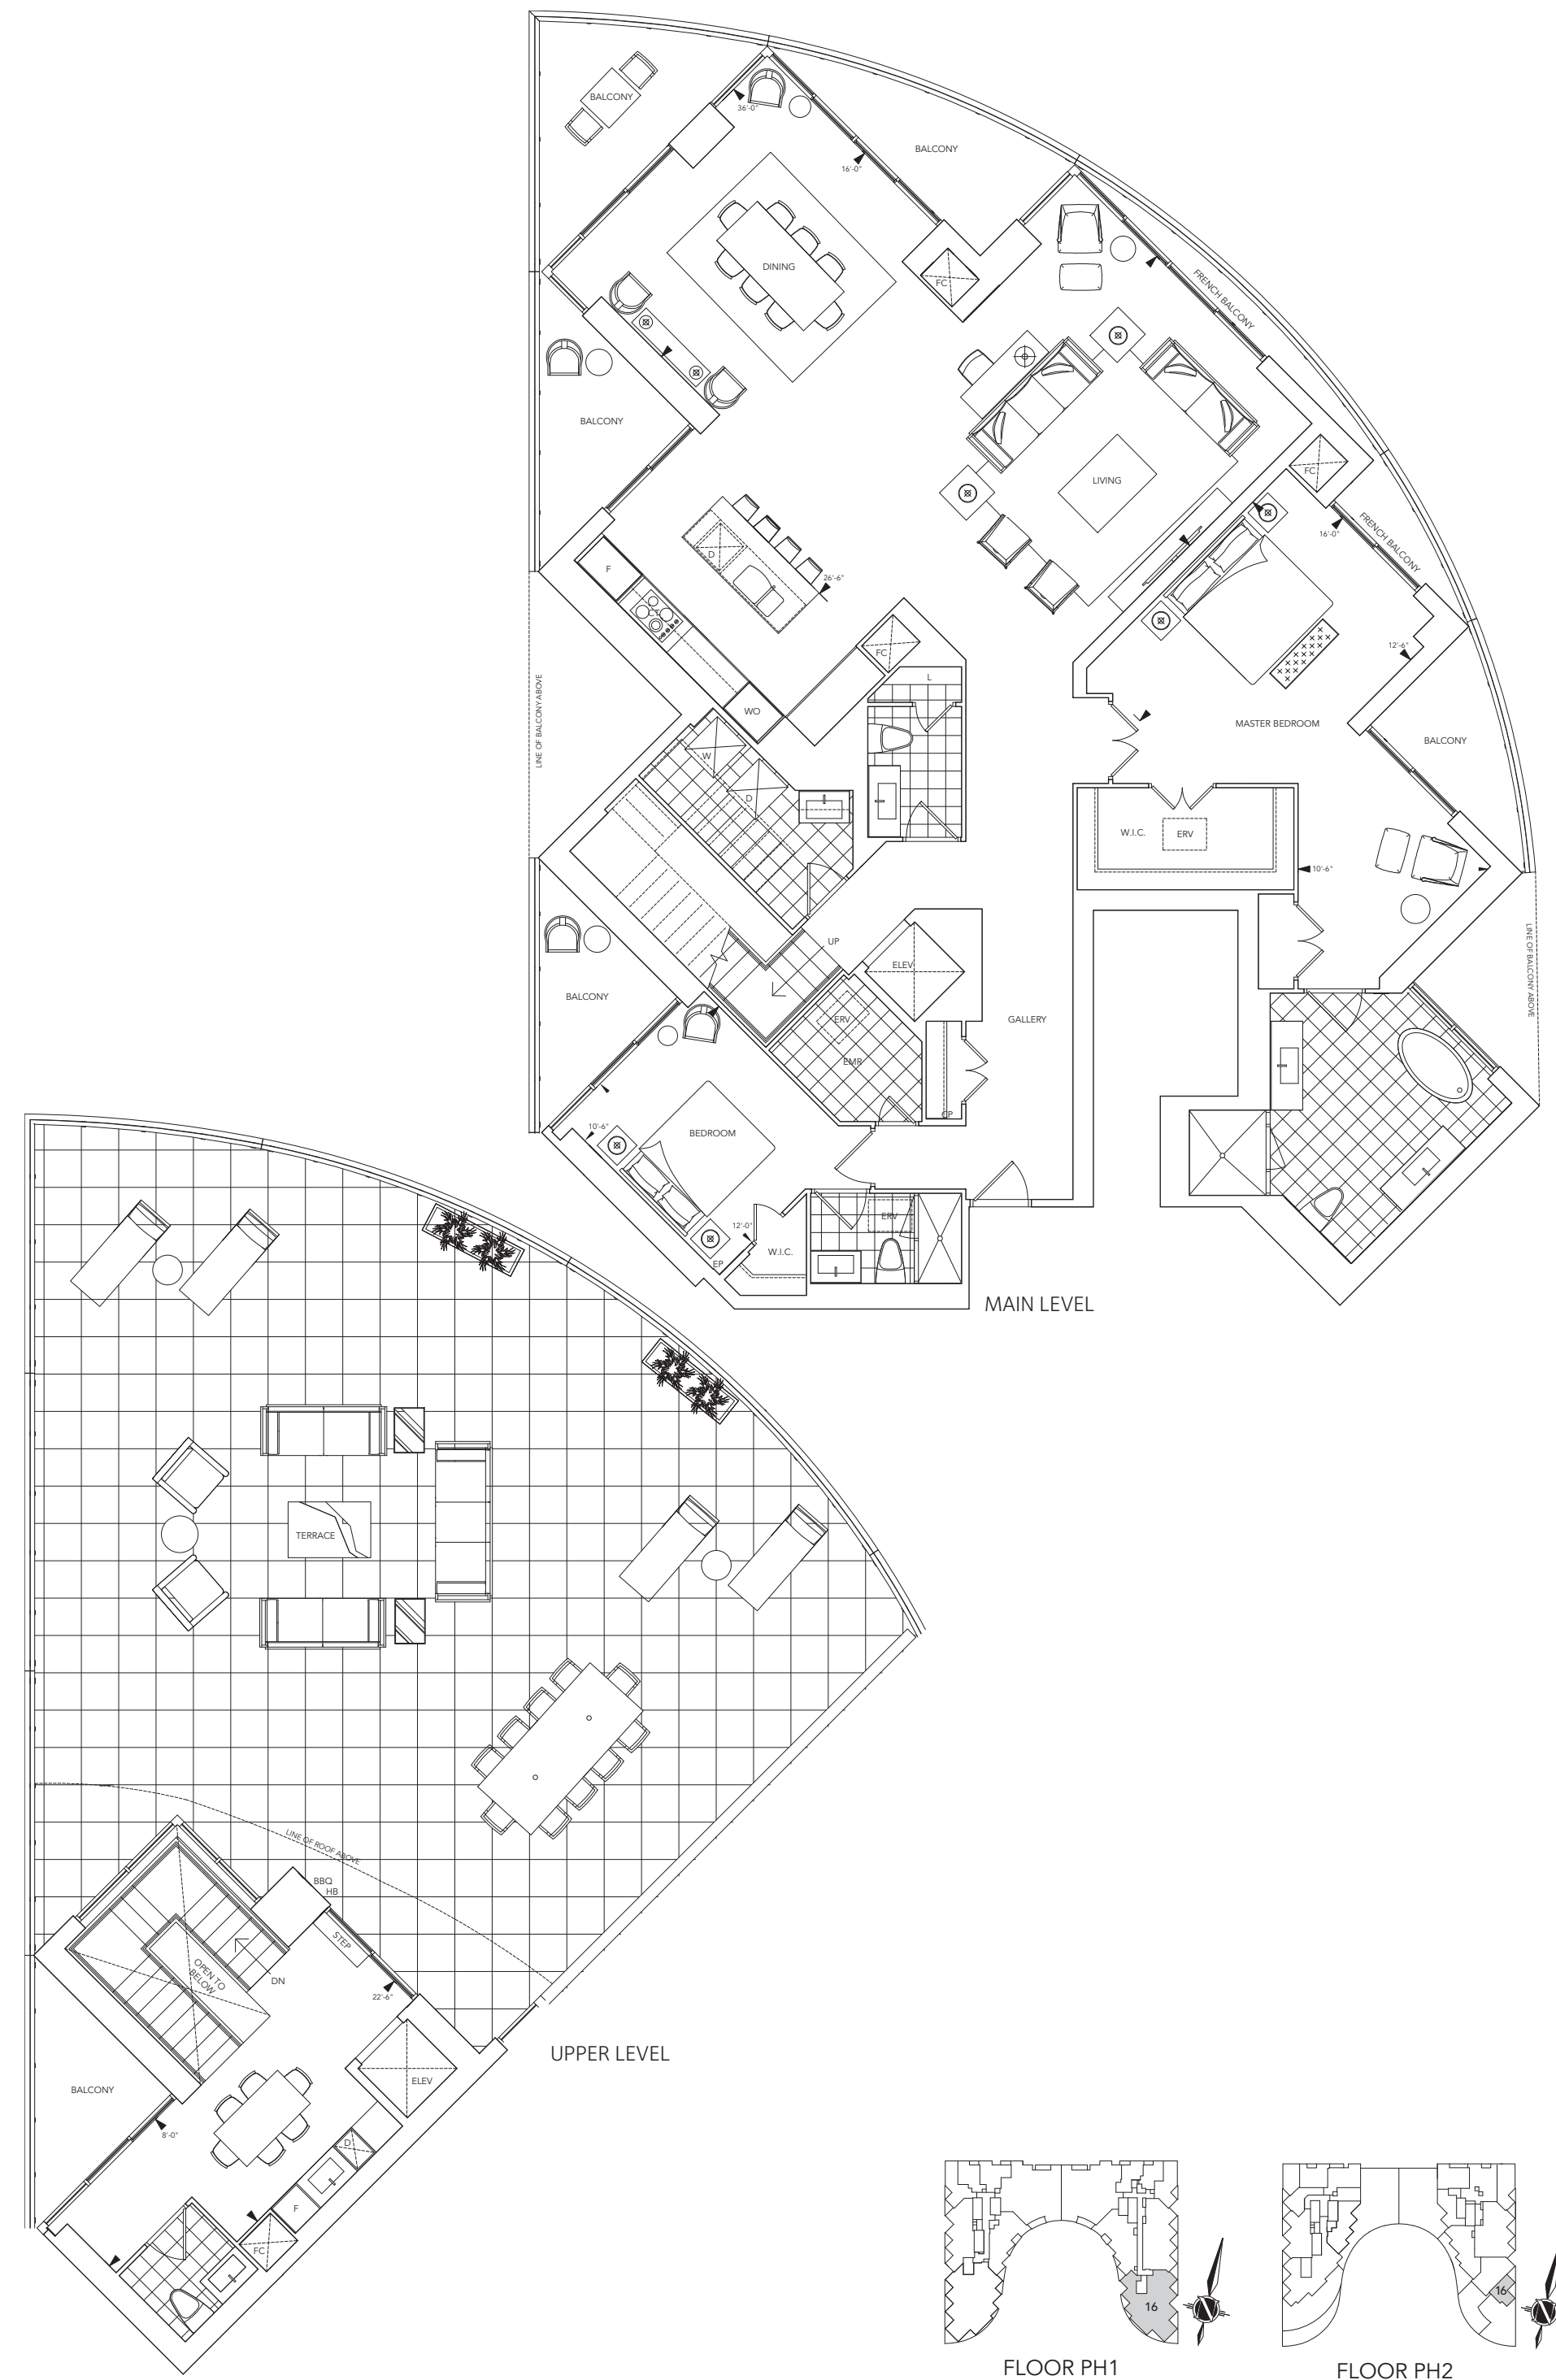 BALCONY
36'-0"
16'-0"
BALCONY
DINING
FC
FRENCH BALCONY
BALCONY
LIVING
FC
FRENCH BALCONY
16'-0"
D
F
CT
26'-6"
12'-6"
FC
L
LINE OF BALCONY ABOVE
WO
MASTER BEDROOM
BALCONY
W
D
W.I.C.
ERV
10'-6"
UP
ELEV
LINE OF BALCONY ABOVE
BALCONY
ERV
GALLERY
EMR
CP
10'-6"
BEDROOM
12'-0"
EP
W.I.C.
ERV
MAIN LEVEL
TERRACE
LINE OF ROOF ABOVE
BBQ
HB
STEP
OPEN TO
BELOW
DN
22'-6"
UPPER LEVEL
BALCONY
ELEV
8'-0"
D
F
FC
16
N
16
N
FLOOR PH1
FLOOR PH2